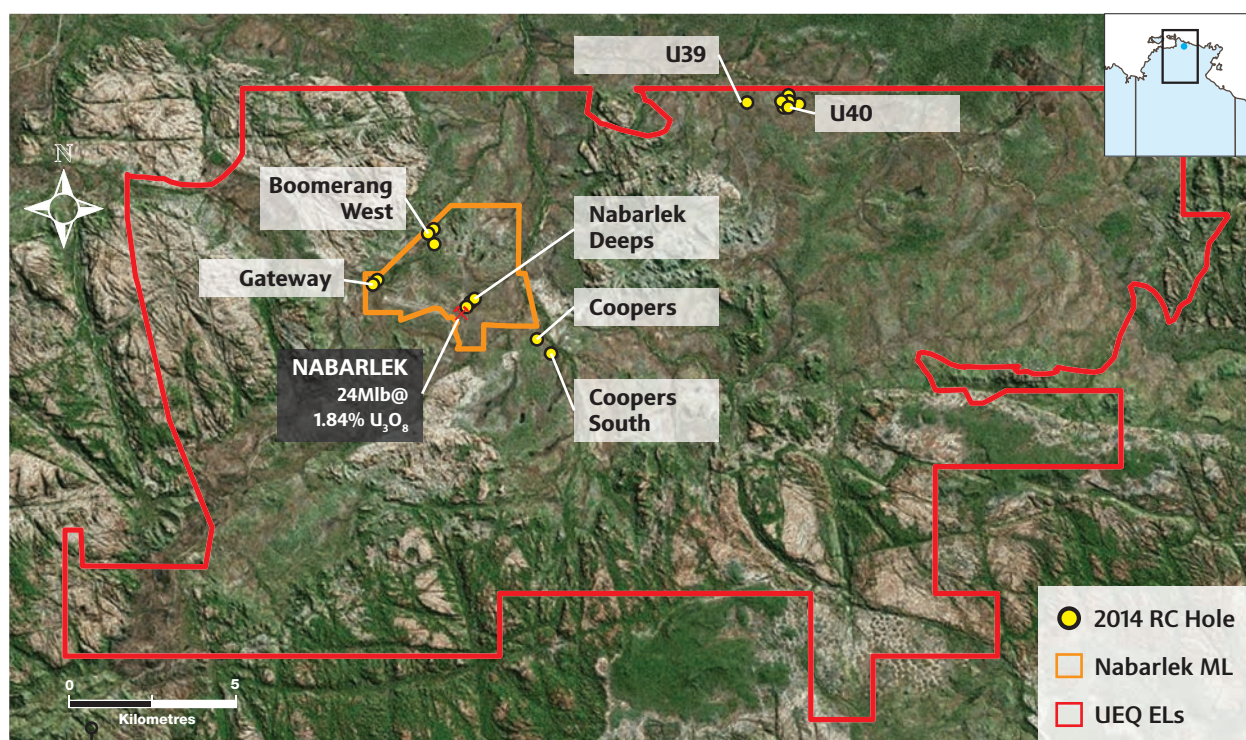 U39
U40
N
Boomerang
West
Nabarlek
Deeps
Gateway
Coopers
NABARLEK
24Mlb@
1.84% U₃O₈
Coopers
South
2014 RC Hole
Nabarlek ML
UEQ ELs
0 5
Kilometres